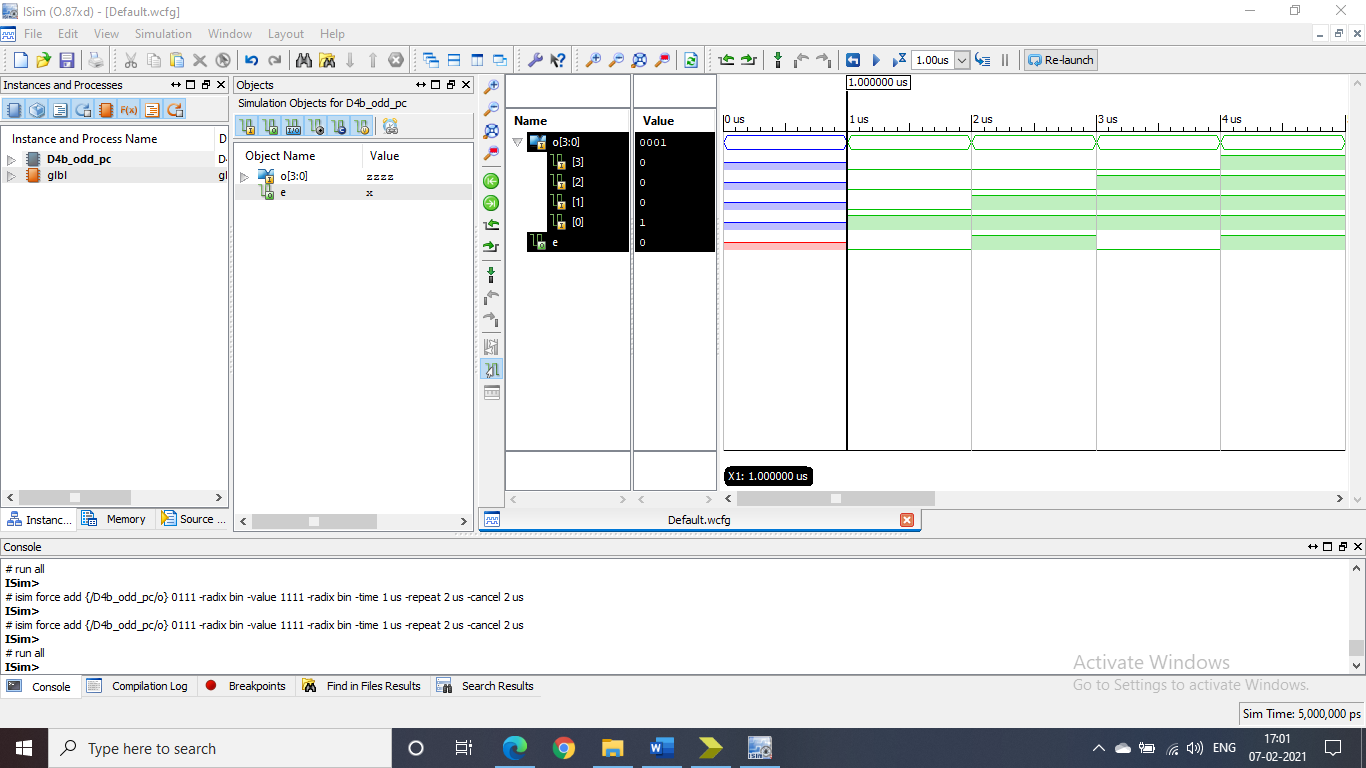 ISim (O.87xd) - [Default.wcfg]
File Edit View Simulation Window Layout Help
1.00us Re-launch
Instances and Processes
Instance and Process Name D
D4b_odd_pc D4
glbl gl
Instanc... Memory Source ...
Objects
Simulation Objects for D4b_odd_pc
Object Name Value
o[3:0] zzzz
e x
Name Value
o[3:0] 0001
[3] 0
[2] 0
[1] 0
[0] 1
e 0
1.000000 us
0 us 1 us 2 us 3 us 4 us
X1: 1.000000 us
Default.wcfg
Console
# run all
ISim>
# isim force add {/D4b_odd_pc/o} 0111 -radix bin -value 1111 -radix bin -time 1 us -repeat 2 us -cancel 2 us
ISim>
# isim force add {/D4b_odd_pc/o} 0111 -radix bin -value 1111 -radix bin -time 1 us -repeat 2 us -cancel 2 us
ISim>
# run all
ISim>
Console Compilation Log Breakpoints Find in Files Results Search Results
Activate Windows
Go to Settings to activate Windows.
Sim Time: 5,000,000 ps
Type here to search
ENG
17:01
07-02-2021